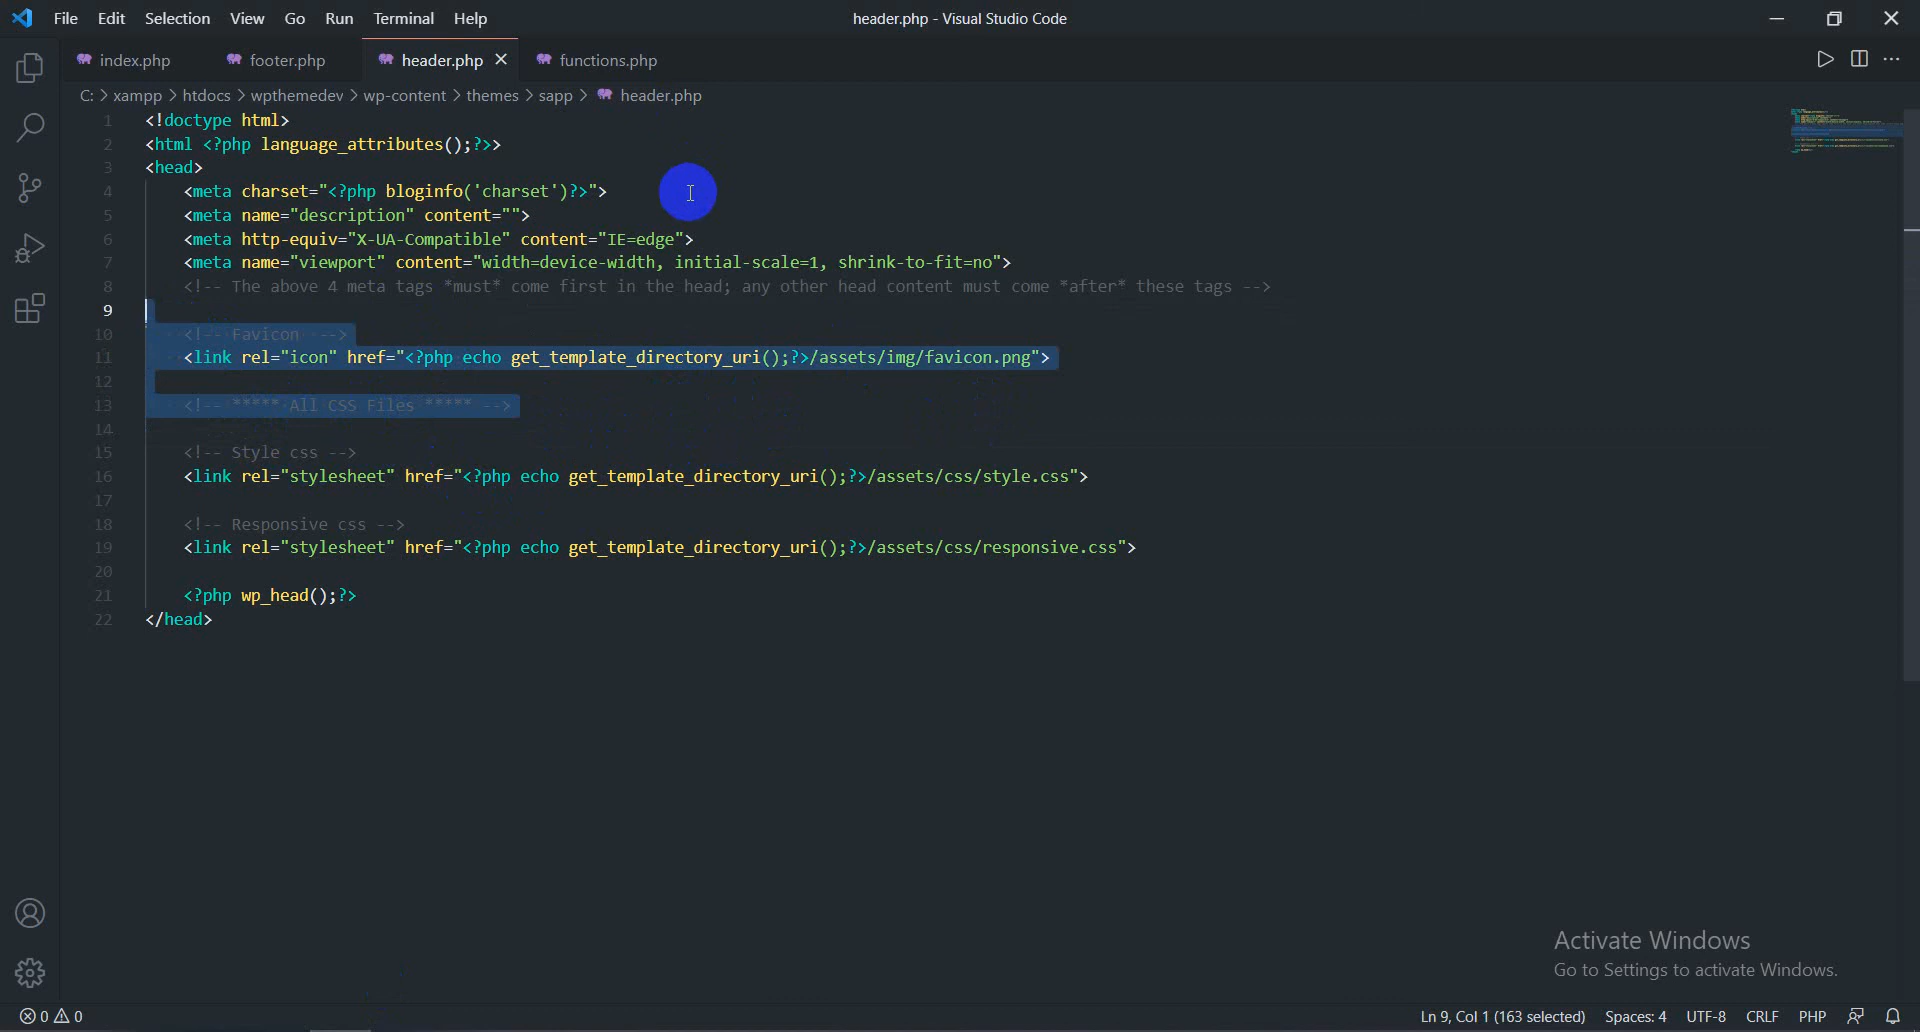 File Edit Selection View Go Run Terminal Help header.php - Visual Studio Code
index.php footer.php header.php functions.php
C: > xampp > htdocs > wpthemedev > wp-content > themes > sapp > header.php
1 <!doctype html>
2 <html <?php language_attributes();?>>
3 <head>
4 <meta charset="<?php bloginfo('charset')?>">
5 <meta name="description" content="">
6 <meta http-equiv="X-UA-Compatible" content="IE=edge">
7 <meta name="viewport" content="width=device-width, initial-scale=1, shrink-to-fit=no">
8 <!-- The above 4 meta tags *must* come first in the head; any other head content must come *after* these tags -->
9
10 <!-- Favicon -->
11 <link rel="icon" href="<?php echo get_template_directory_uri();?>/assets/img/favicon.png">
12
13 <!-- ***** All CSS Files ***** -->
14
15 <!-- Style css -->
16 <link rel="stylesheet" href="<?php echo get_template_directory_uri();?>/assets/css/style.css">
17
18 <!-- Responsive css -->
19 <link rel="stylesheet" href="<?php echo get_template_directory_uri();?>/assets/css/responsive.css">
20
21 <?php wp_head();?>
22 </head>
Activate Windows
Go to Settings to activate Windows.
0 0 Ln 9, Col 1 (163 selected) Spaces: 4 UTF-8 CRLF PHP